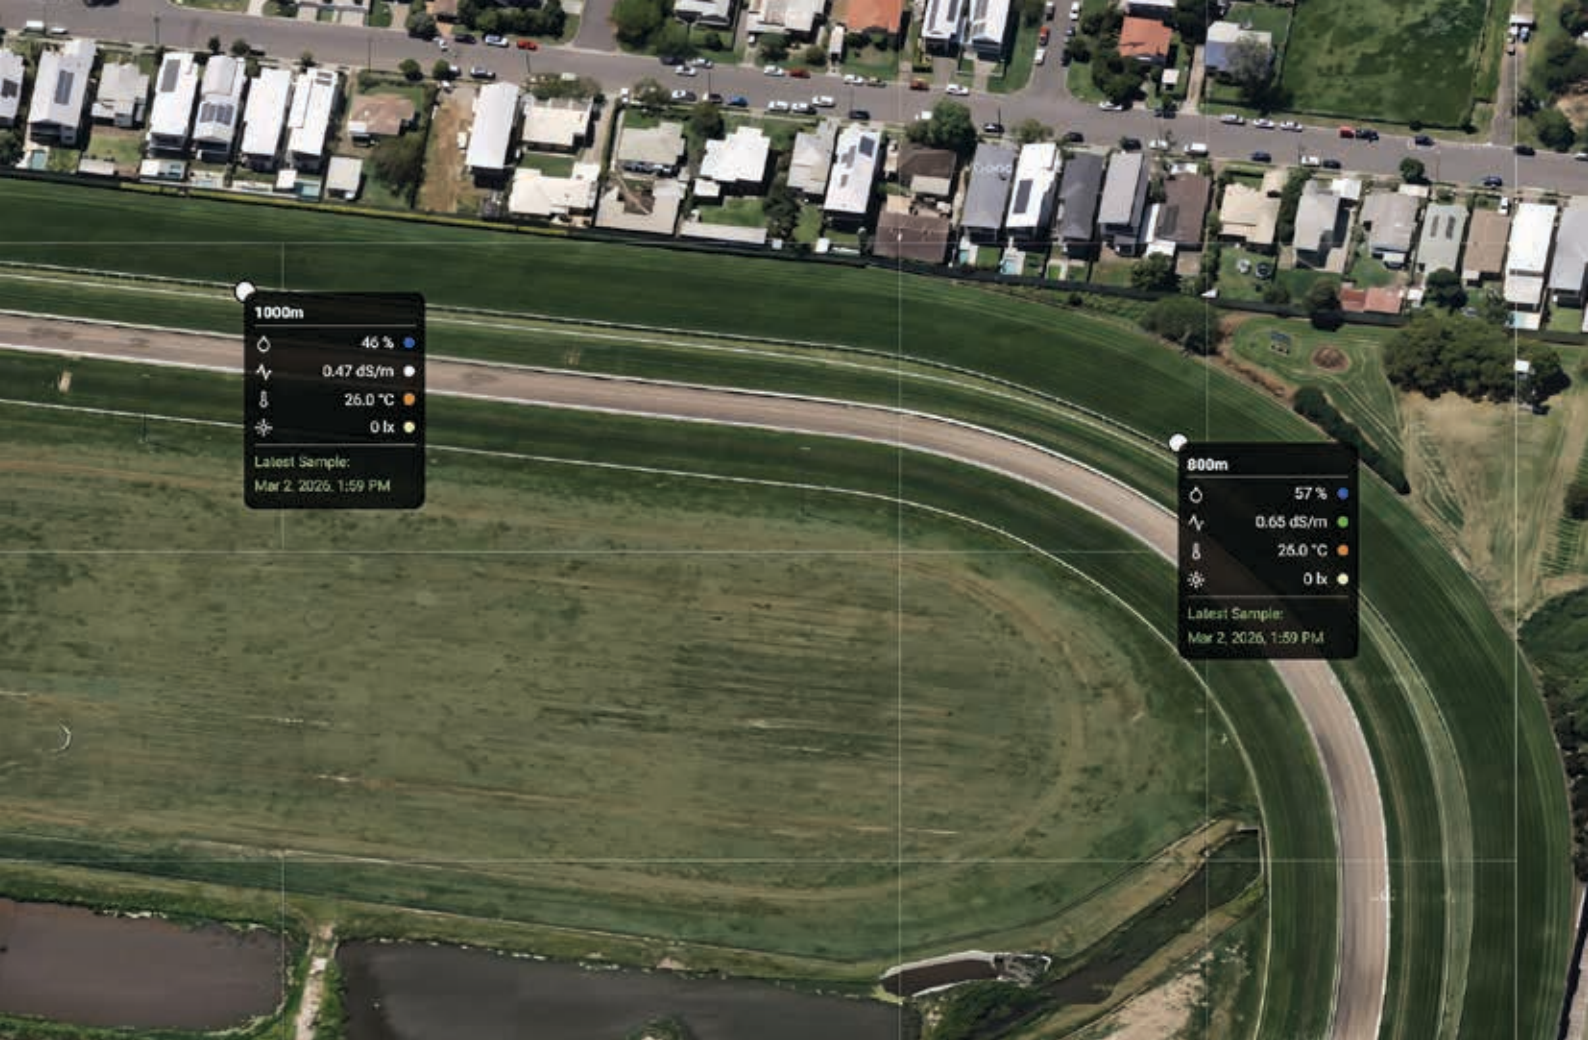 1000m
46 %
0.47 dS/m
26.0 °C
0 lx
Latest Sample:
Mar 2, 2026, 1:59 PM
800m
57 %
0.65 dS/m
26.0 °C
0 lx
Latest Sample:
Mar 2, 2026, 1:59 PM